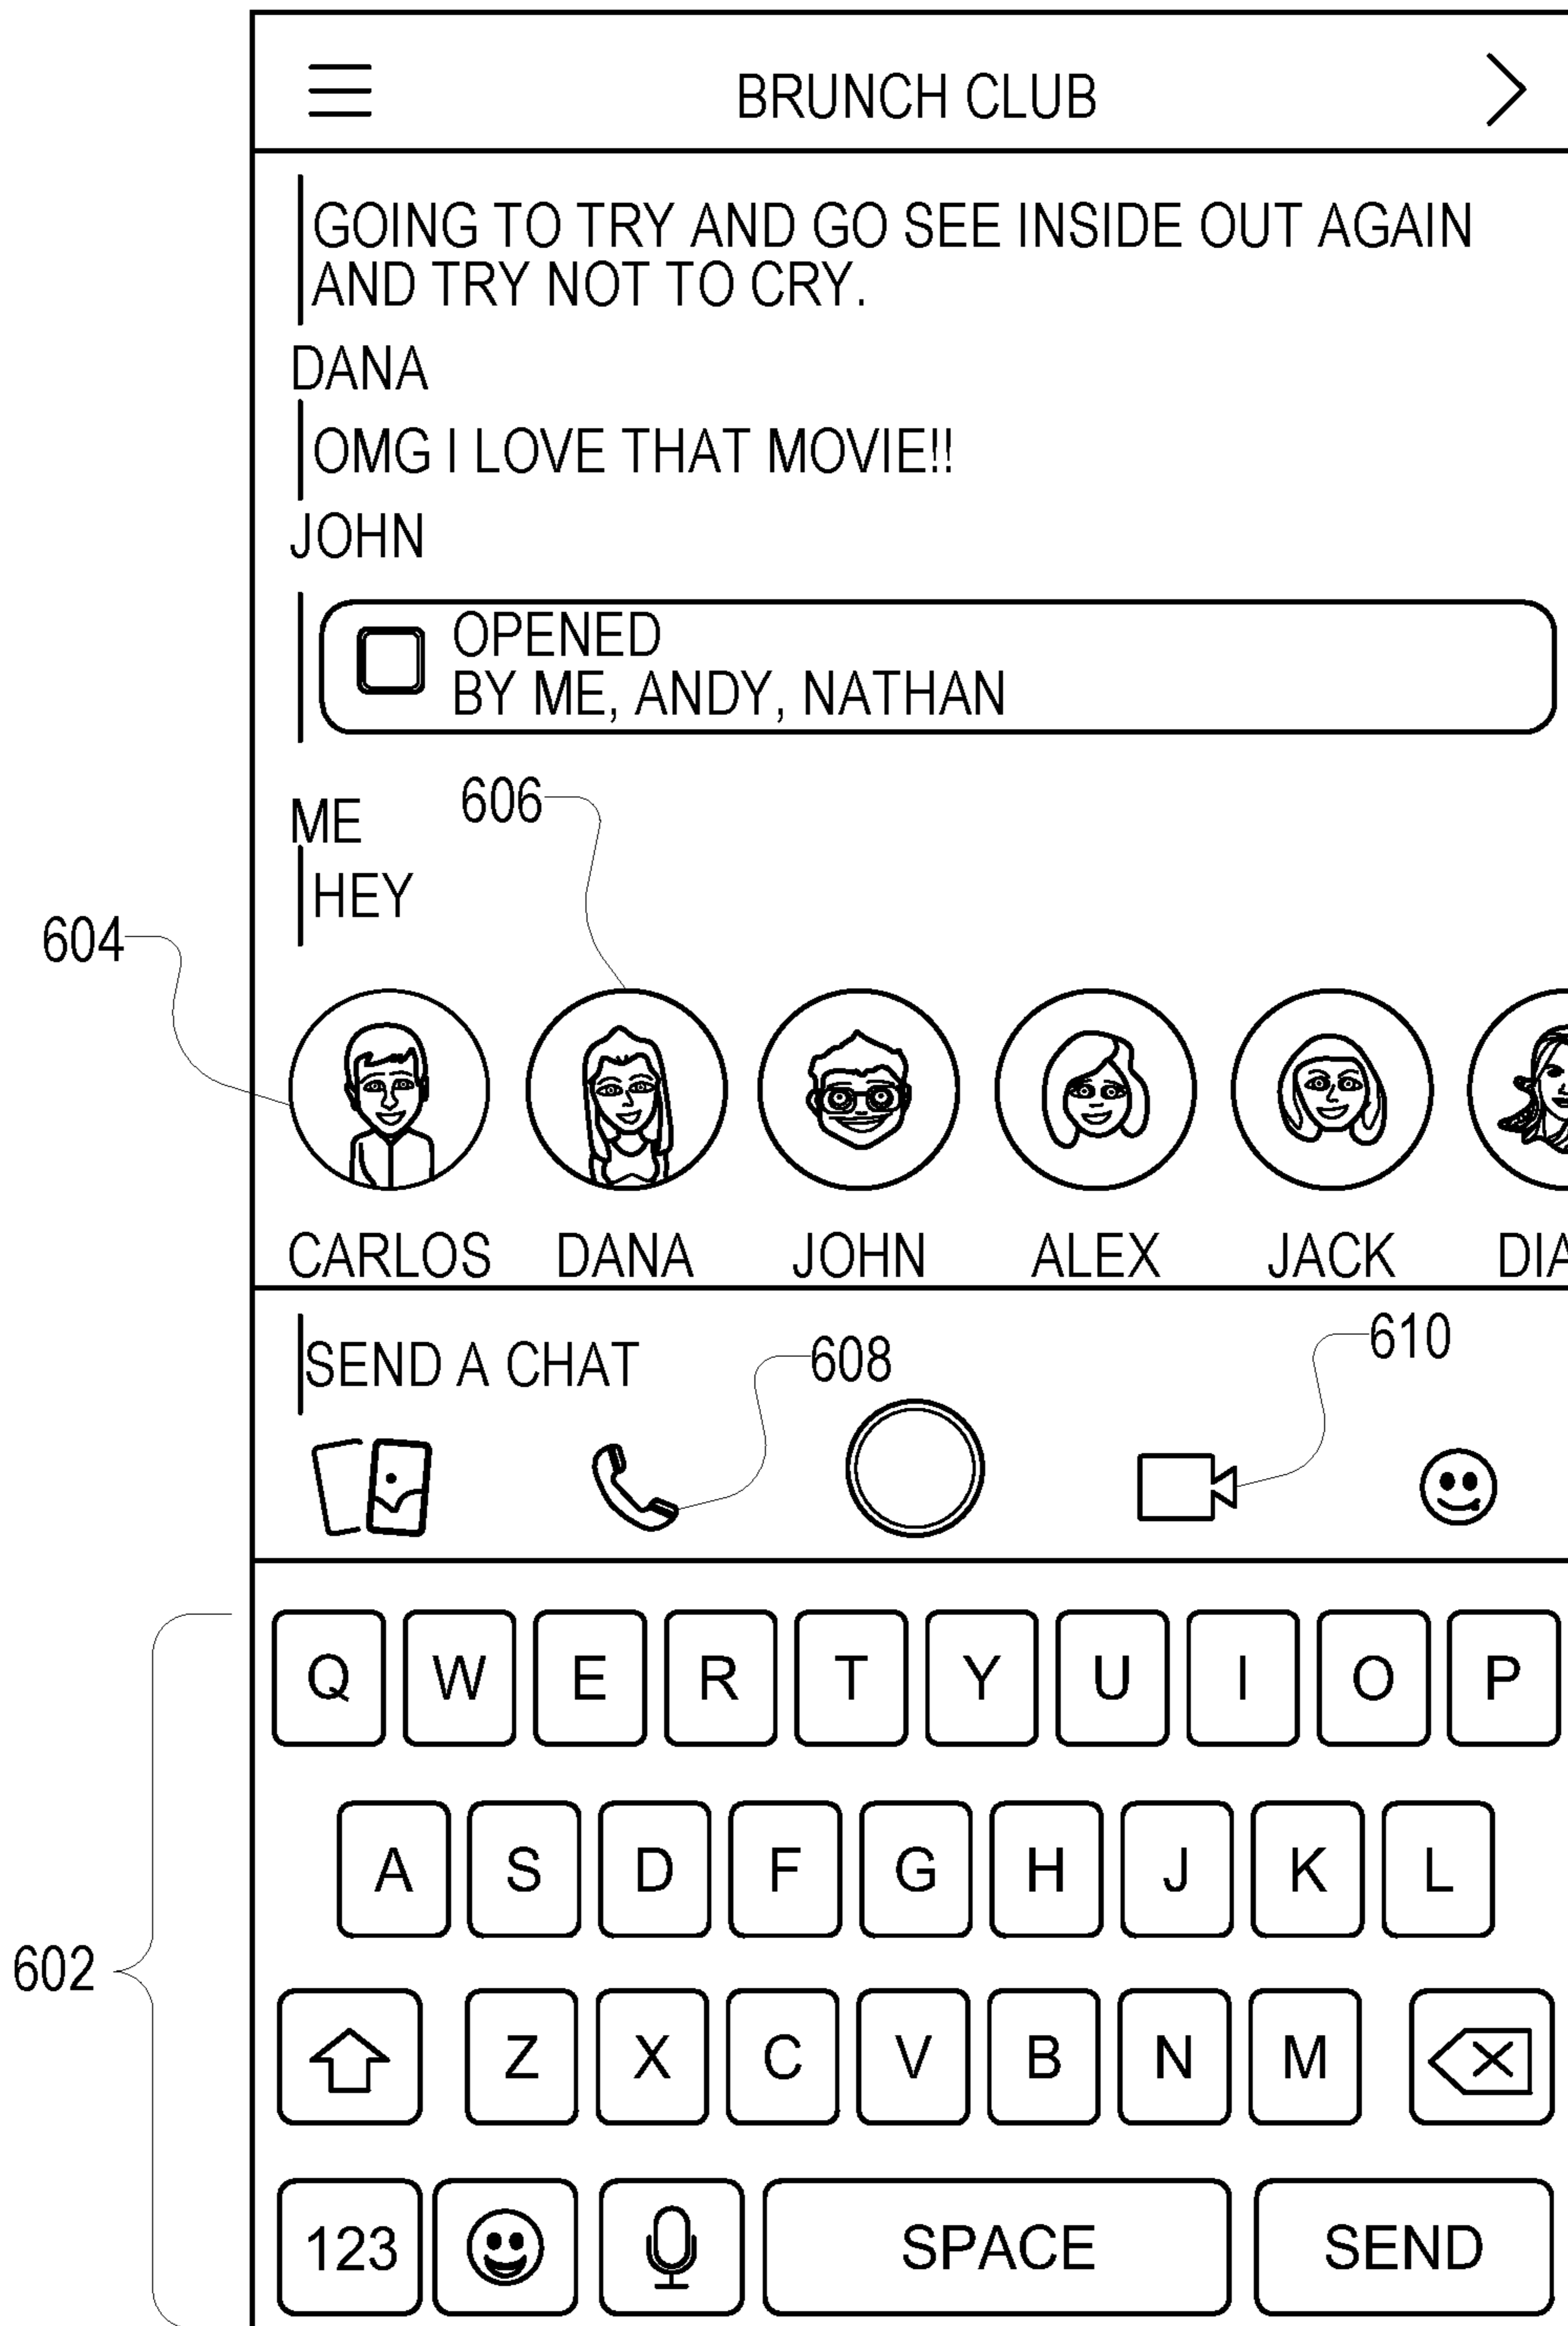 BRUNCH CLUB
GOING TO TRY AND GO SEE INSIDE OUT AGAIN
AND TRY NOT TO CRY.
DANA
OMG I LOVE THAT MOVIE!!
JOHN
OPENED
BY ME, ANDY, NATHAN
ME
606
HEY
604
CARLOS DANA JOHN ALEX JACK DIA
SEND A CHAT
608
610
Q W E R T Y U I O P
A S D F G H J K L
602
Z X C V B N M
123 SPACE SEND